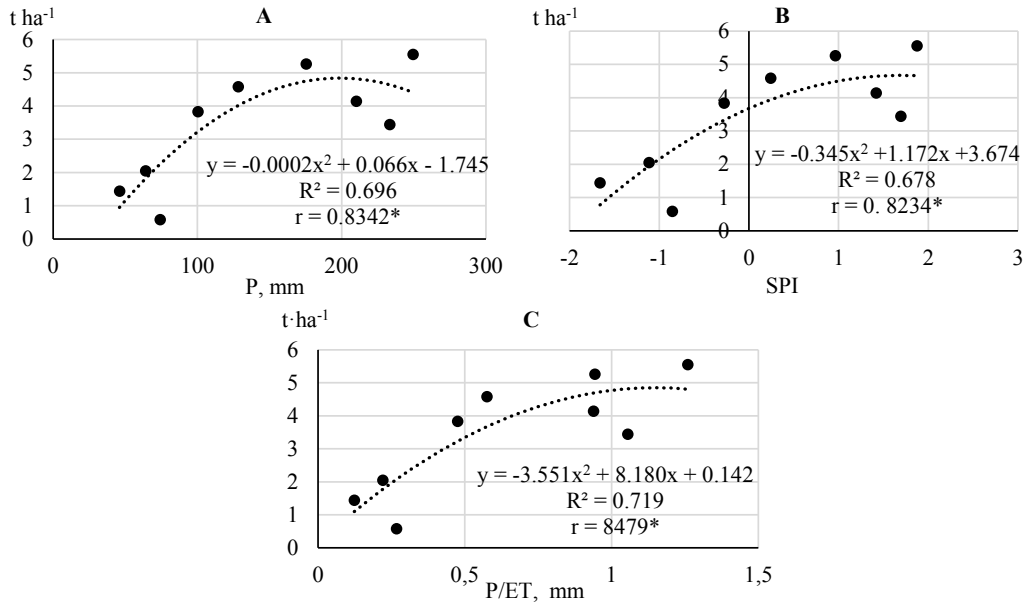 t ha-1
A
6
5
4
3
2
1
0
y = -0.0002x2 + 0.066x - 1.745
R² = 0.696
r = 0.8342*
0 100 200 300
P, mm
t ha-1
B
6
5
4
3
2
1
0
y = -0.345x2 +1.172x +3.674
R² = 0.678
r = 0. 8234*
-2 -1 0 1 2 3
SPI
t·ha-1
C
6
5
4
3
2
1
0
y = -3.551x2 + 8.180x + 0.142
R² = 0.719
r = 8479*
0 0,5 1 1,5
P/ET, mm